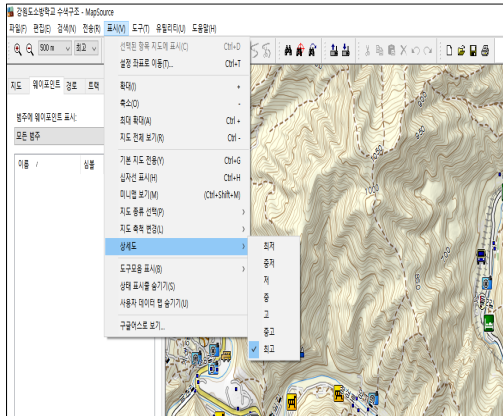 강원도소방학교 수색구조 - MapSource
파일(F) 편집(E) 검색(N) 전송(R) 표시(V) 도구(T) 유틸리티(U) 도움말(H)
500 m 최고
지도 웨이포인트 경로 트랙
범주에 웨이포인트 표시:
모든 범주
이름 / 심볼
선택된 항목 지도에 표시(C) Ctrl+D
설정 좌표로 이동(T)... Ctrl+T
확대(I) +
축소(O) -
최대 확대(A) Ctrl +
지도 전체 보기(R) Ctrl -
기본 지도 전용(Y) Ctrl+G
십자선 표시(H) Ctrl+H
미니맵 보기(M) (Ctrl+Shift+M)
지도 종류 선택(P)
지도 축척 변경(L)
상세도
도구모음 표시(B)
상태 표시줄 숨기기(S)
사용자 데이터 탭 숨기기(U)
구글어스로 보기...
최저
중저
저
중
고
중고
최고
850
950
1050
1000
700